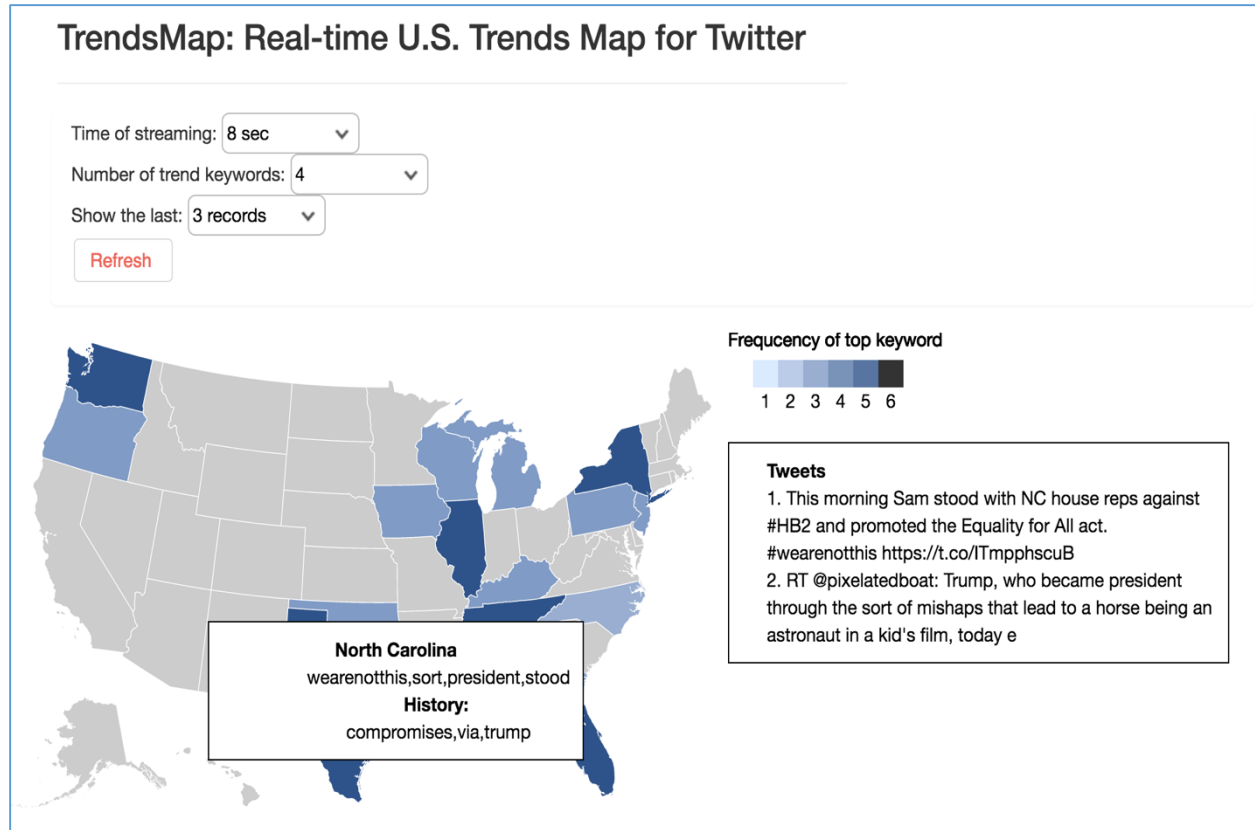 TrendsMap: Real-time U.S. Trends Map for Twitter
Time of streaming: 8 sec
Number of trend keywords: 4
Show the last: 3 records
Refresh
Frequcency of top keyword
1 2 3 4 5 6
Tweets
1. This morning Sam stood with NC house reps against
#HB2 and promoted the Equality for All act.
#wearenotthis https://t.co/ITmpphscuB
2. RT @pixelatedboat: Trump, who became president
through the sort of mishaps that lead to a horse being an
astronaut in a kid's film, today e
North Carolina
wearenotthis,sort,president,stood
History:
compromises,via,trump